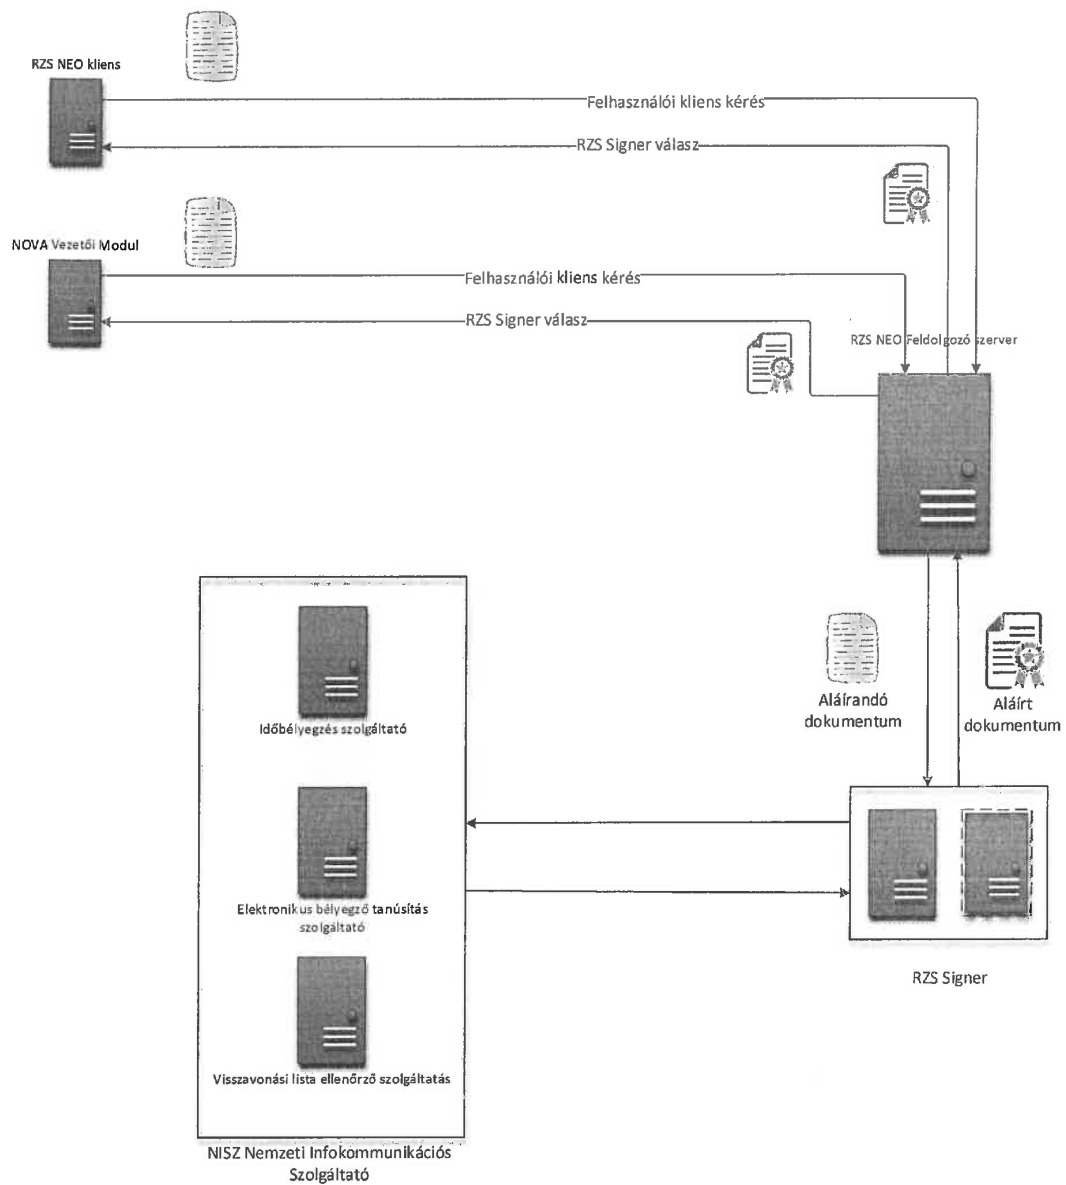 RZS NEO kliens
Felhasználói kliens kérés
RZS Signer válasz
NOVA Vezetői Modul
Felhasználói kliens kérés
RZS Signer válasz
RZS NEO Feldolgozó szerver
Időbélyegzés szolgáltató
Aláírandó
dokumentum
Aláírt
dokumentum
Elektronikus bélyegző tanúsítás
szolgáltató
RZS Signer
Visszavonási lista ellenőrző szolgáltatás
NISZ Nemzeti Infokommunikációs
Szolgáltató